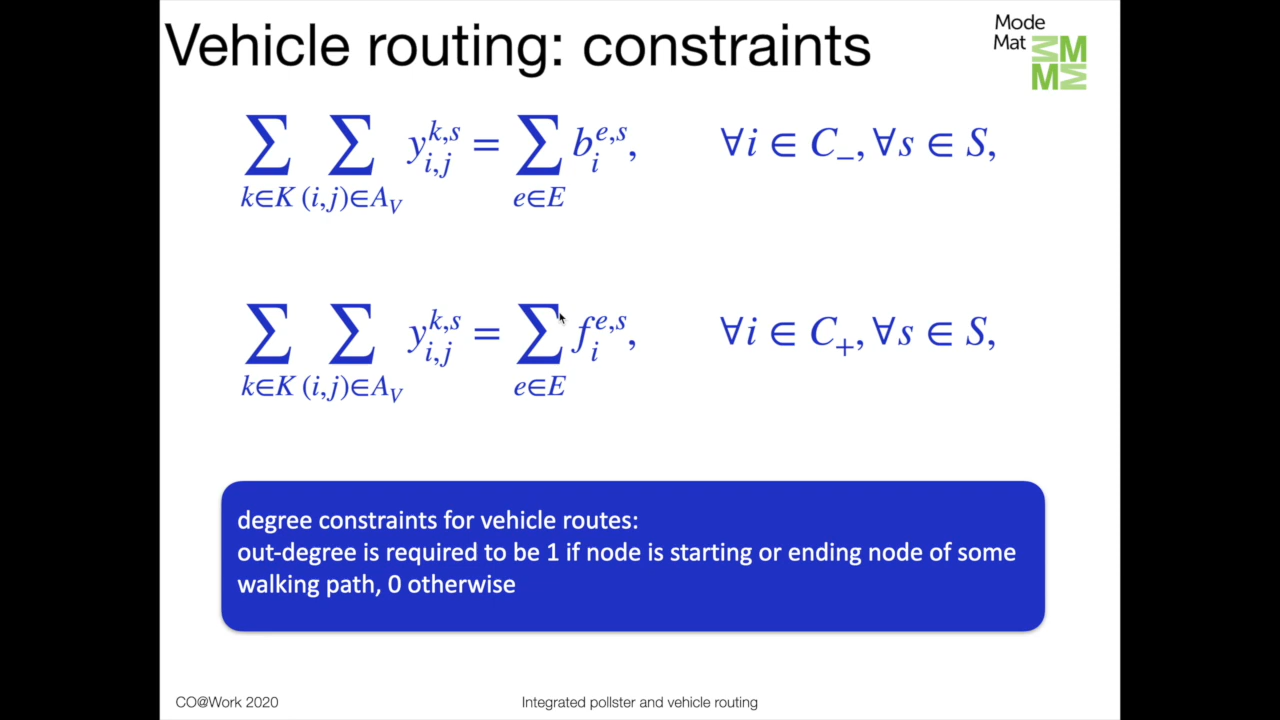 Vehicle routing: constraints
Mode
Mat
M
M M
M
∑_{k∈K} ∑_{(i,j)∈A_V} y_{i,j}^{k,s} = ∑_{e∈E} b_i^{e,s}, ∀i ∈ C_−, ∀s ∈ S,
∑_{k∈K} ∑_{(i,j)∈A_V} y_{i,j}^{k,s} = ∑_{e∈E} f_i^{e,s}, ∀i ∈ C_+, ∀s ∈ S,
degree constraints for vehicle routes:
out-degree is required to be 1 if node is starting or ending node of some
walking path, 0 otherwise
CO@Work 2020
Integrated pollster and vehicle routing